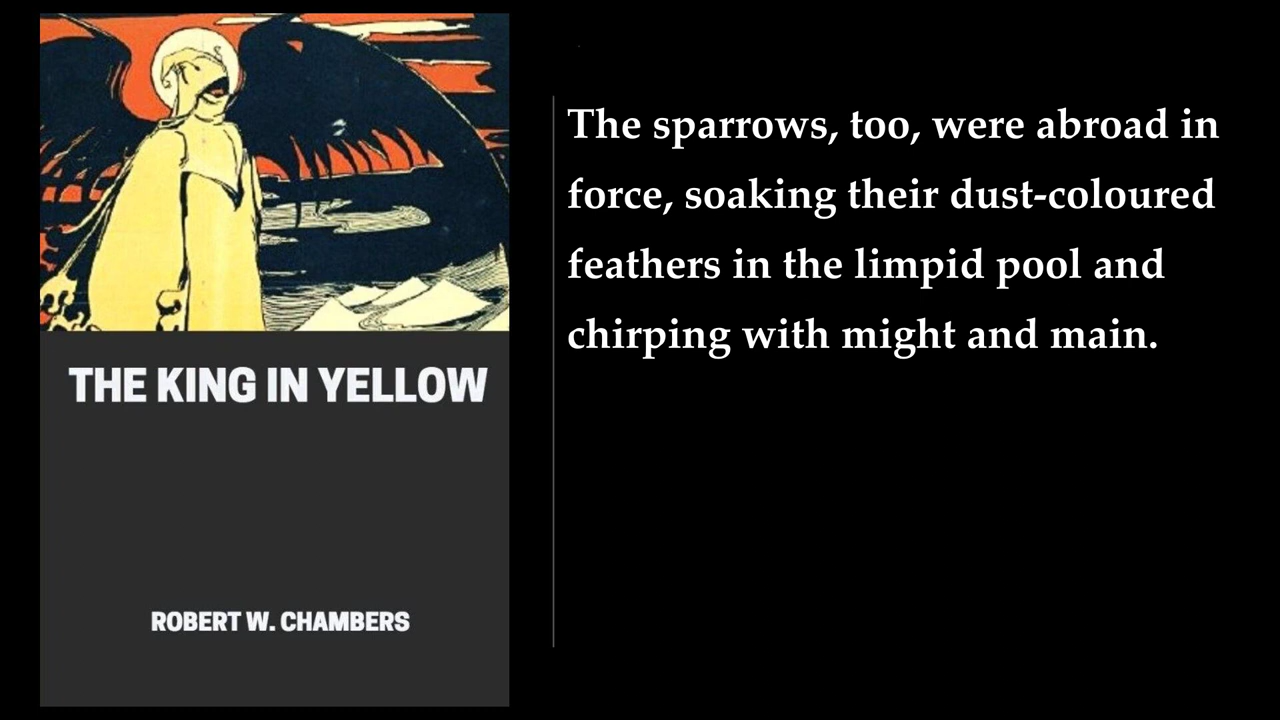 THE KING IN YELLOW
ROBERT W. CHAMBERS
The sparrows, too, were abroad in
force, soaking their dust-coloured
feathers in the limpid pool and
chirping with might and main.